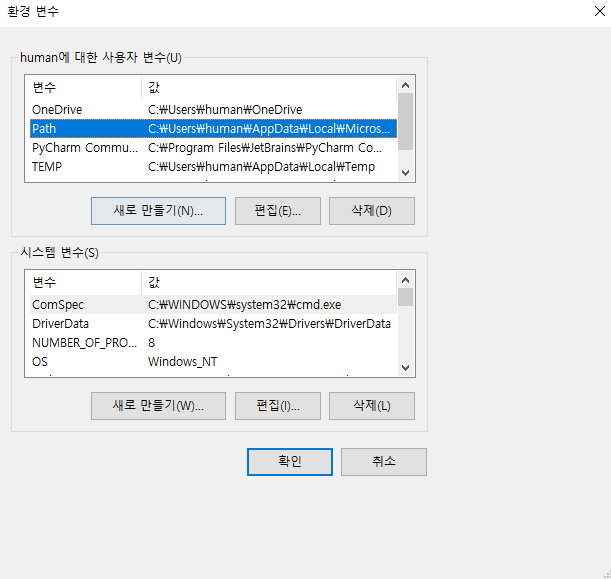 환경 변수
human에 대한 사용자 변수(U)
변수 값
OneDrive C:₩Users₩human₩OneDrive
Path C:₩Users₩human₩AppData₩Local₩Micros...
PyCharm Commu... C:₩Program Files₩JetBrains₩PyCharm Co...
TEMP C:₩Users₩human₩AppData₩Local₩Temp
새로 만들기(N)... 편집(E)... 삭제(D)
시스템 변수(S)
변수 값
ComSpec C:₩WINDOWS₩system32₩cmd.exe
DriverData C:₩Windows₩System32₩Drivers₩DriverData
NUMBER_OF_PRO... 8
OS Windows_NT
새로 만들기(W)... 편집(I)... 삭제(L)
확인 취소